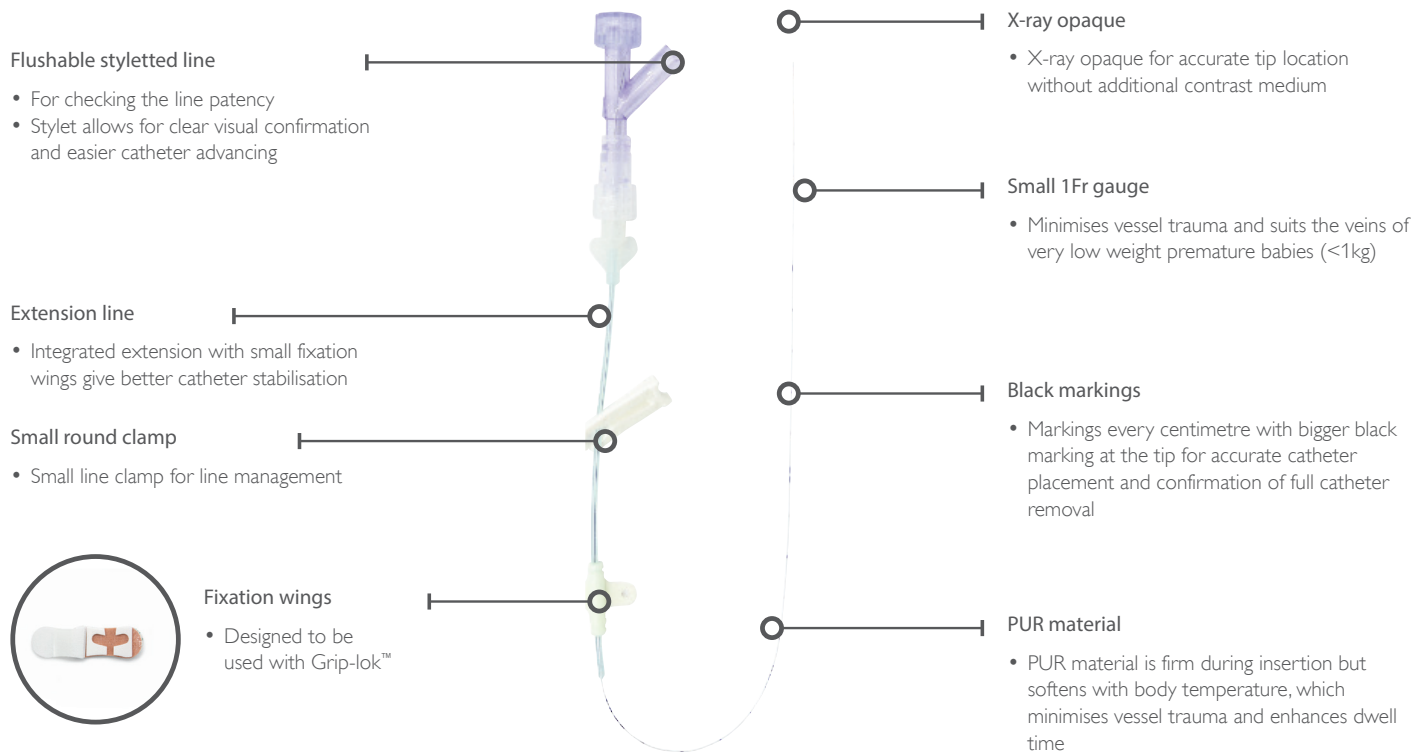 Flushable styletted line
• For checking the line patency
• Stylet allows for clear visual confirmation
and easier catheter advancing
Extension line
• Integrated extension with small fixation
wings give better catheter stabilisation
Small round clamp
• Small line clamp for line management
Fixation wings
• Designed to be
used with Grip-lok™
X-ray opaque
• X-ray opaque for accurate tip location
without additional contrast medium
Small 1Fr gauge
• Minimises vessel trauma and suits the veins of
very low weight premature babies (<1kg)
Black markings
• Markings every centimetre with bigger black
marking at the tip for accurate catheter
placement and confirmation of full catheter
removal
PUR material
• PUR material is firm during insertion but
softens with body temperature, which
minimises vessel trauma and enhances dwell
time